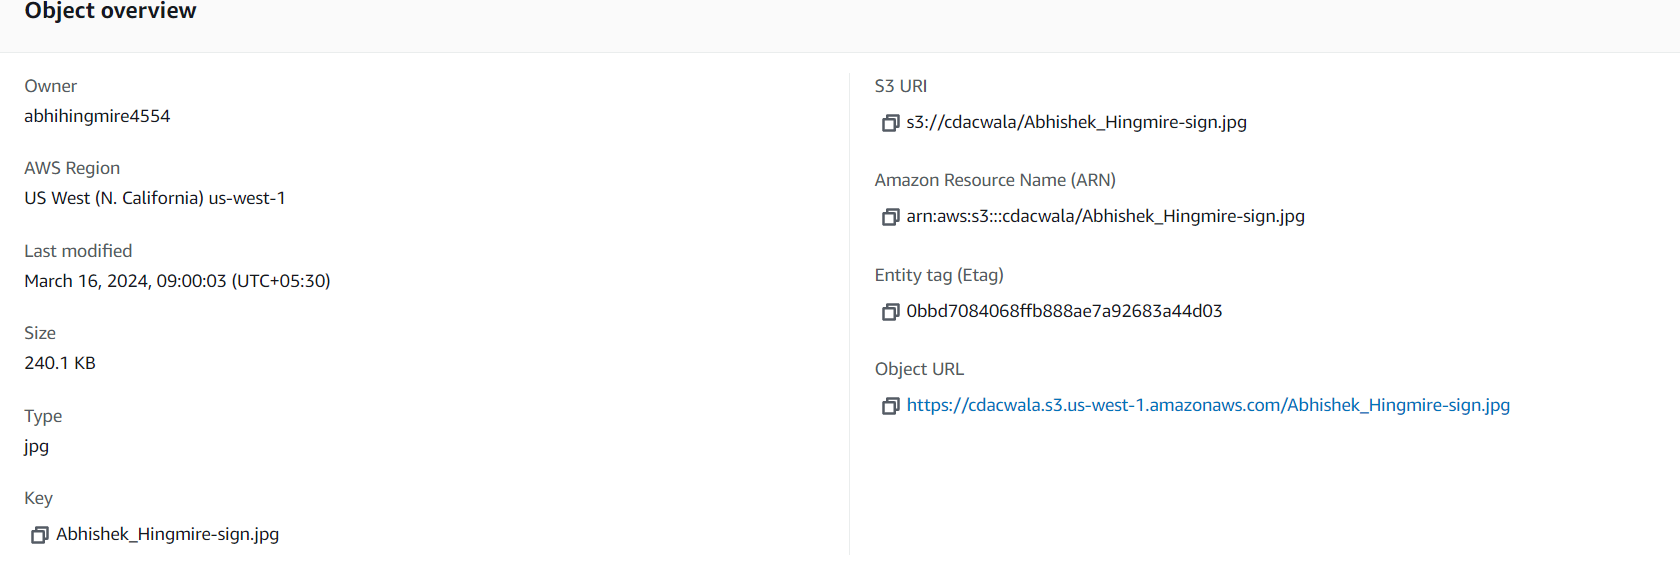 Object overview
Owner
abhihingmire4554
AWS Region
US West (N. California) us-west-1
Last modified
March 16, 2024, 09:00:03 (UTC+05:30)
Size
240.1 KB
Type
jpg
Key
Abhishek_Hingmire-sign.jpg
S3 URI
s3://cdacwala/Abhishek_Hingmire-sign.jpg
Amazon Resource Name (ARN)
arn:aws:s3:::cdacwala/Abhishek_Hingmire-sign.jpg
Entity tag (Etag)
0bbd7084068ffb888ae7a92683a44d03
Object URL
https://cdacwala.s3.us-west-1.amazonaws.com/Abhishek_Hingmire-sign.jpg